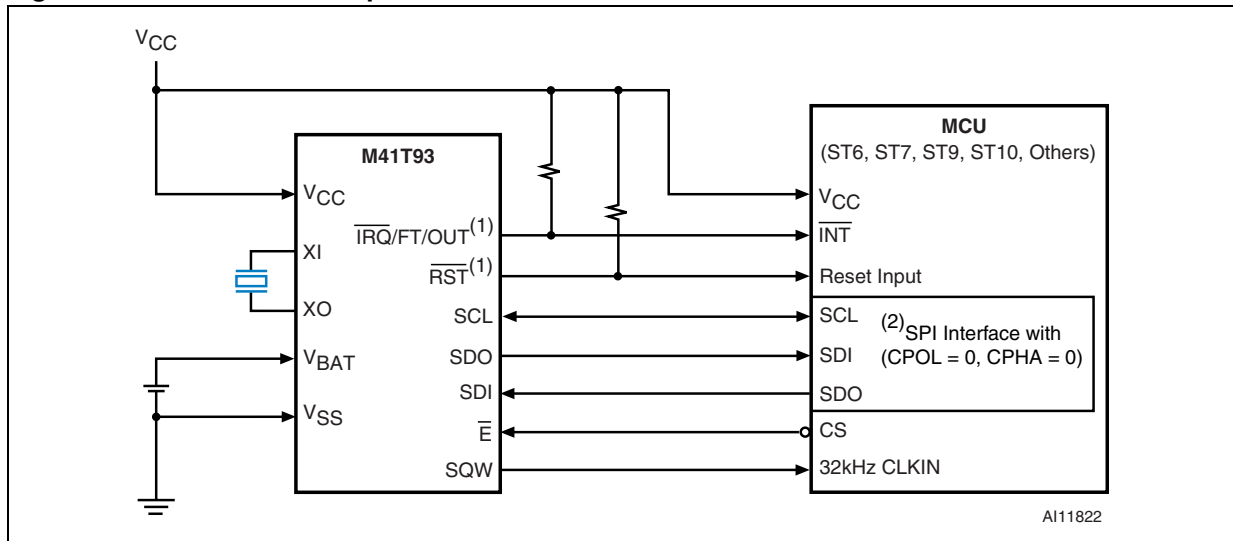 VCC
M41T93
VCC
XI
XO
VBAT
VSS
IRQ/FT/OUT(1)
RST(1)
SCL
SDO
SDI
E
SQW
MCU
(ST6, ST7, ST9, ST10, Others)
VCC
INT
Reset Input
SCL
SDI
SDO
(2)SPI Interface with
(CPOL = 0, CPHA = 0)
CS
32kHz CLKIN
AI11822